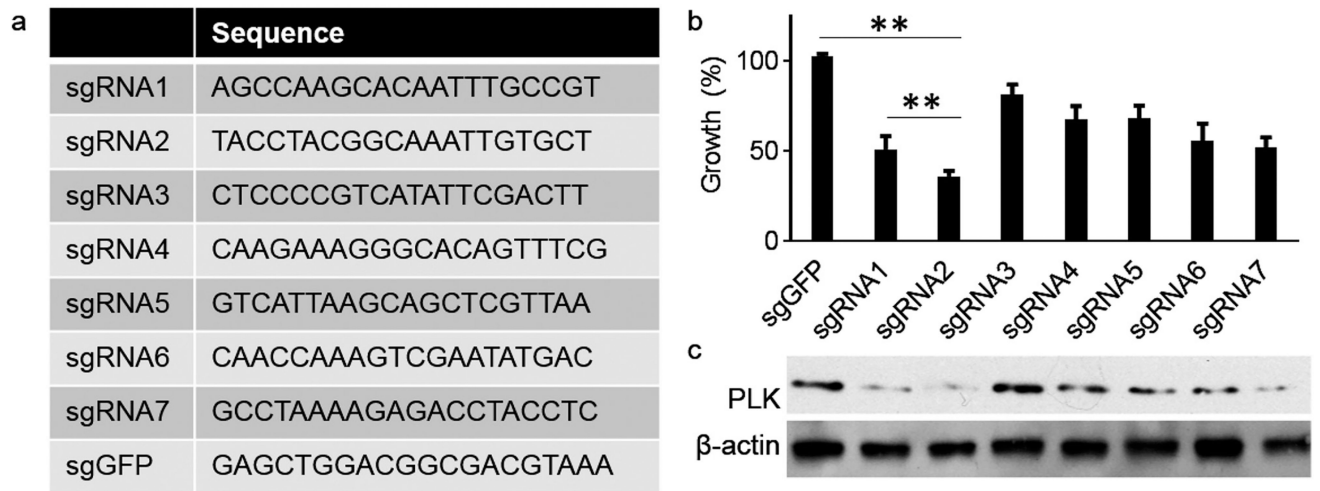 a
Sequence
sgRNA1 AGCCAAGCACAATTTGCCGT
sgRNA2 TACCTACGGCAAATTGTGCT
sgRNA3 CTCCCCGTCATATTCGACTT
sgRNA4 CAAGAAAGGGCACAGTTTCG
sgRNA5 GTCATTAAGCAGCTCGTTAA
sgRNA6 CAACCAAAGTCGAATATGAC
sgRNA7 GCCTAAAAGAGACCTACCTC
sgGFP GAGCTGGACGGCGACGTAAA
b
Growth (%)
100
50
0
**
**
sgGFP
sgRNA1
sgRNA2
sgRNA3
sgRNA4
sgRNA5
sgRNA6
sgRNA7
c
PLK
β-actin